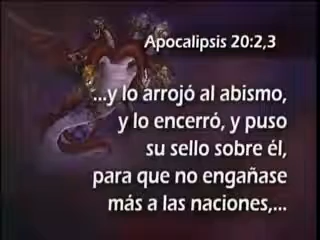 Apocalipsis 20:2,3
...y lo arrojó al abismo,
y lo encerró, y puso
su sello sobre él,
para que no engañase
más a las naciones,...